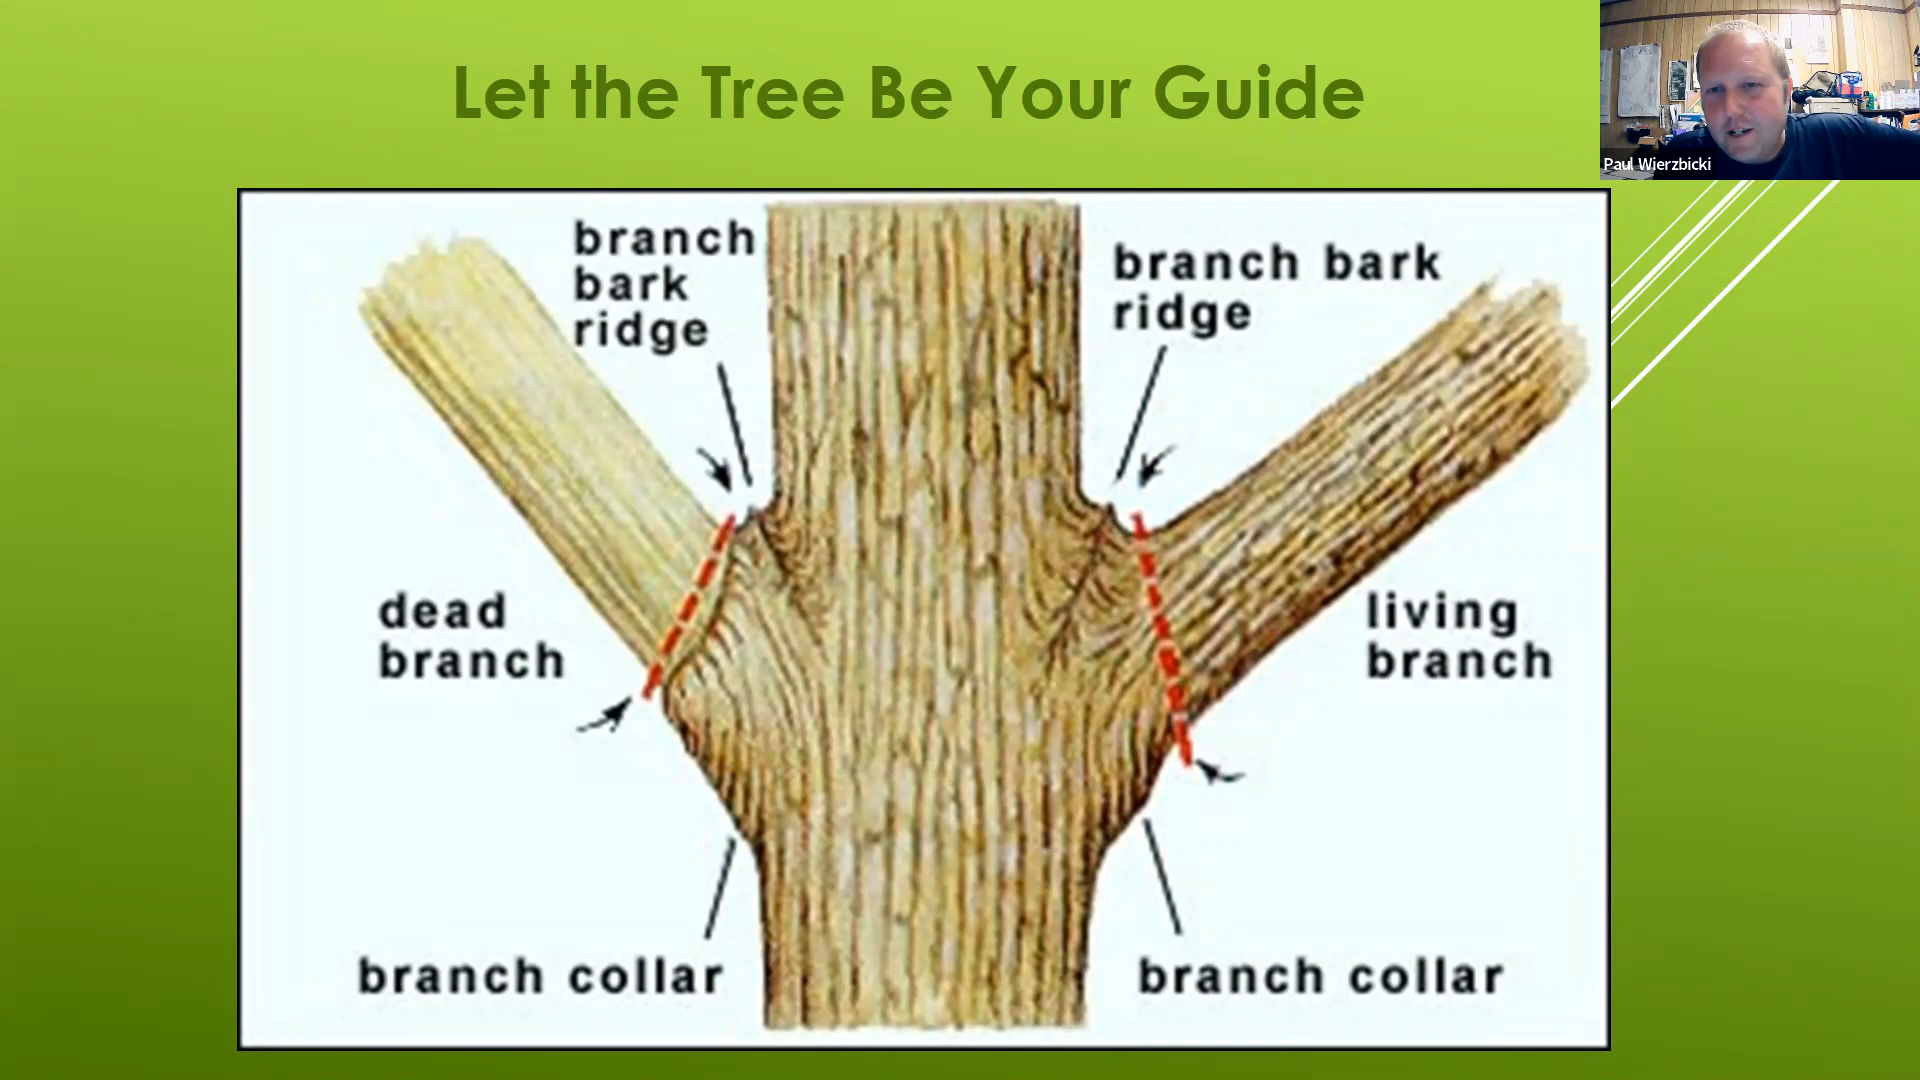 Let the Tree Be Your Guide
Paul Wierzbicki
branch
bark
ridge
branch bark
ridge
dead
branch
living
branch
branch collar
branch collar